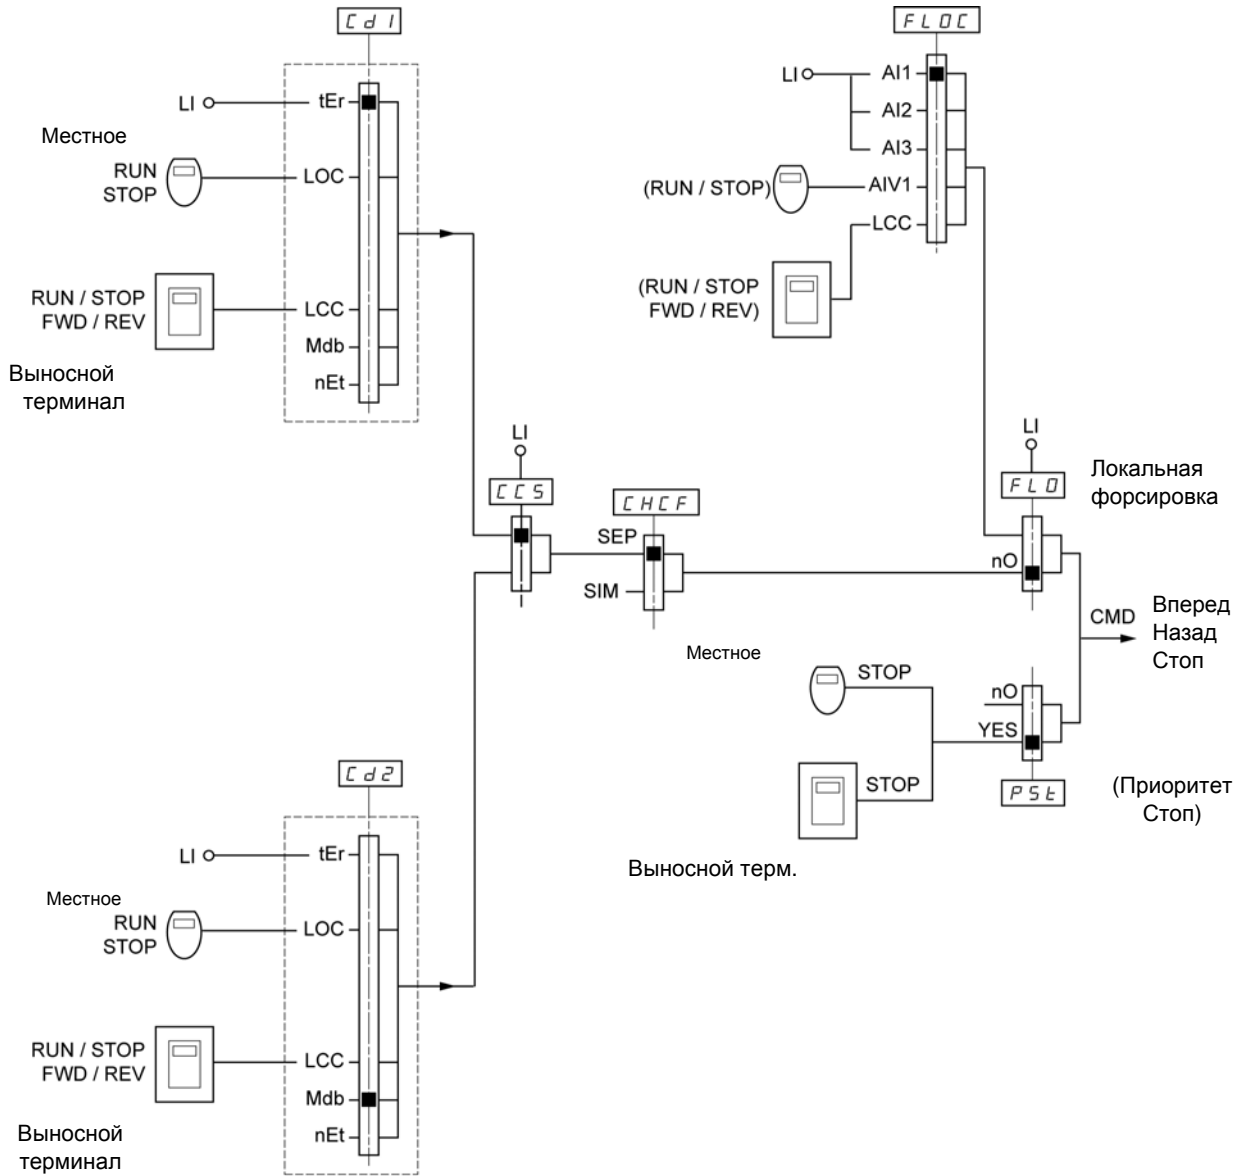 Cd1
LI
tEr
Местное
RUN
STOP
LOC
RUN / STOP
FWD / REV
LCC
Mdb
nEt
Выносной
терминал
FLOC
LI
AI1
AI2
AI3
(RUN / STOP)
AIV1
LCC
(RUN / STOP
FWD / REV)
LI
CCS
CHCF
SEP
SIM
LI
FLO
nO
Локальная
форсировка
CMD
Вперед
Назад
Стоп
Местное
STOP
nO
YES
STOP
PSt
(Приоритет
Стоп)
Выносной терм.
Cd2
LI
tEr
Местное
RUN
STOP
LOC
RUN / STOP
FWD / REV
LCC
Mdb
nEt
Выносной
терминал